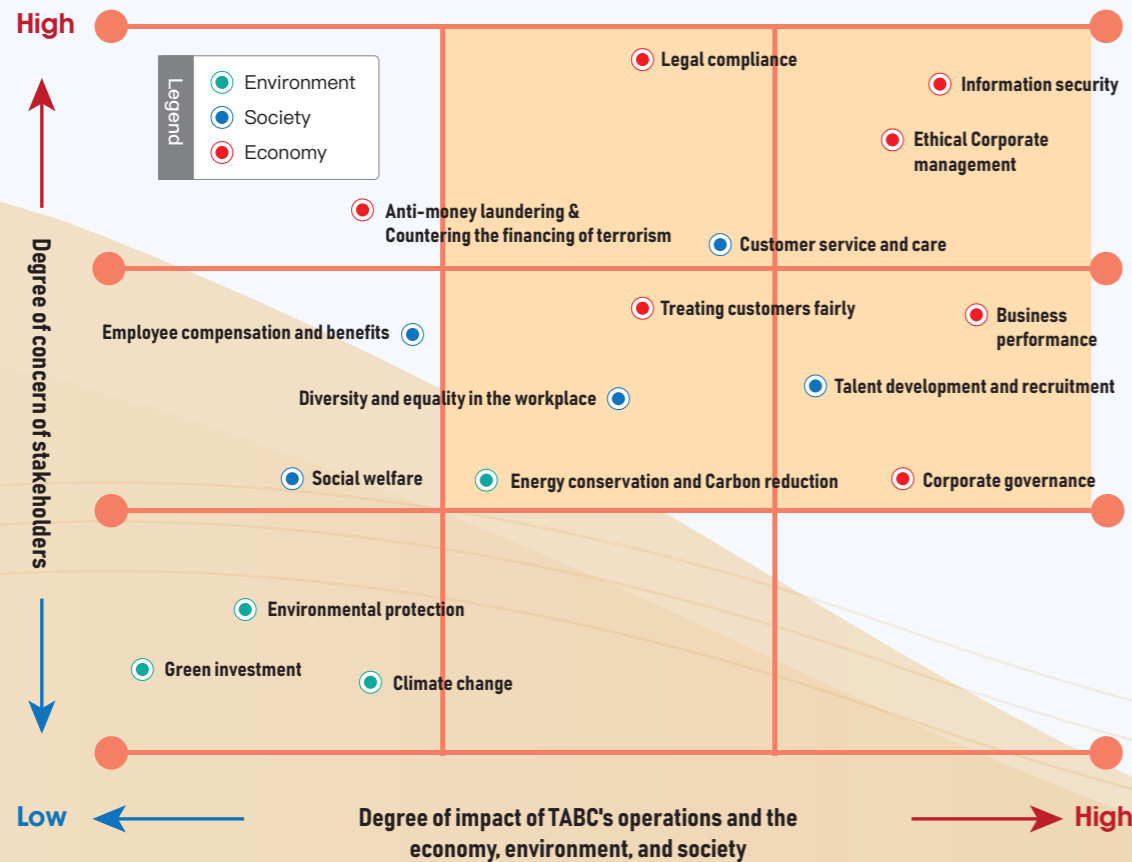 High
Legend
Environment
Society
Economy
Legal compliance
Information security
Ethical Corporate
management
Anti-money laundering &
Countering the financing of terrorism
Customer service and care
Degree of concern of stakeholders
Treating customers fairly
Business
performance
Employee compensation and benefits
Talent development and recruitment
Diversity and equality in the workplace
Social welfare
Energy conservation and Carbon reduction
Corporate governance
Environmental protection
Green investment
Climate change
Low
Degree of impact of TABC's operations and the
economy, environment, and society
High